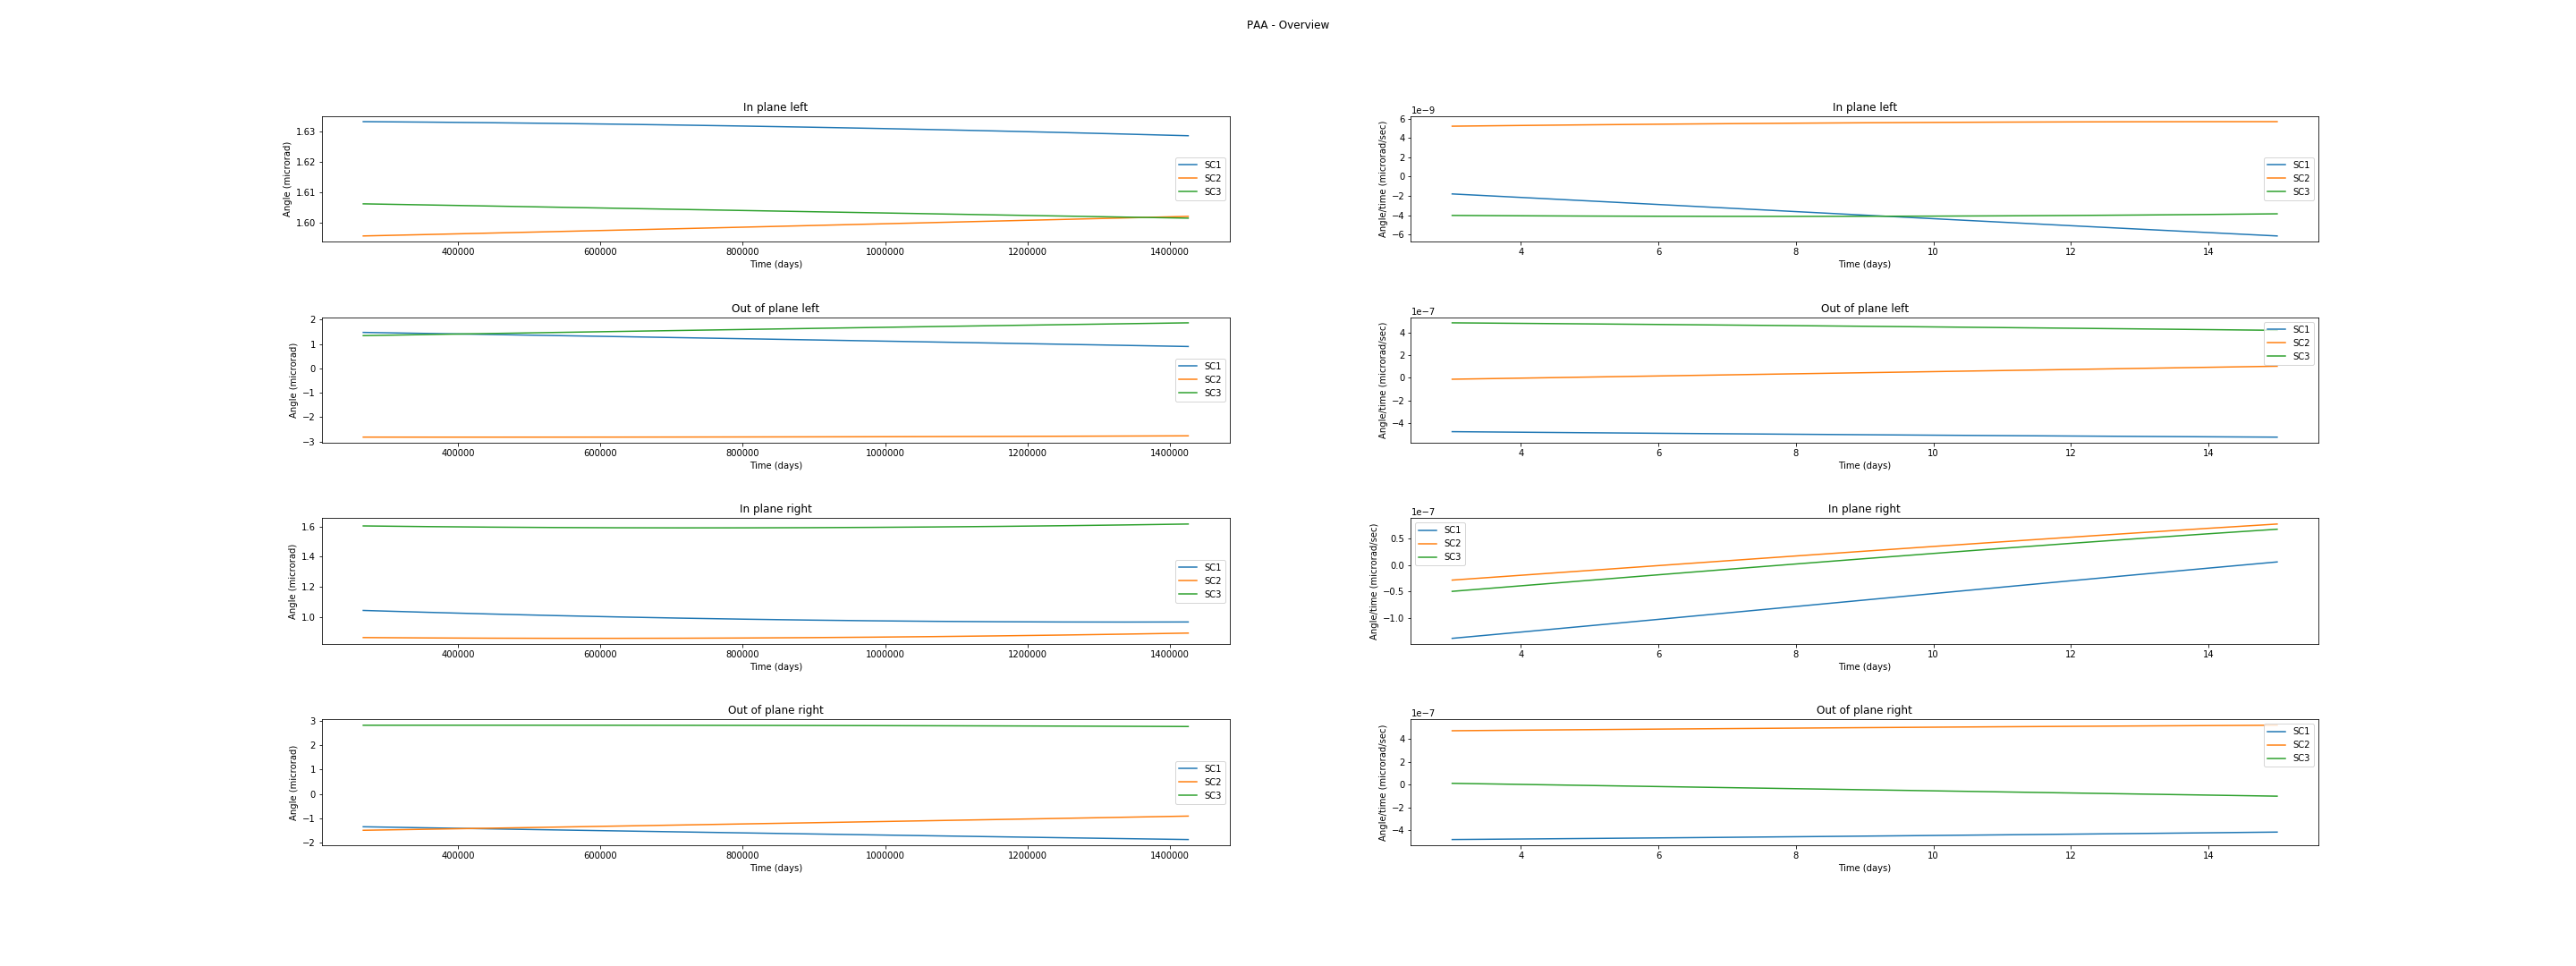 PAA - Overview
In plane left
Angle (microrad)
1.63
1.62
1.61
1.60
SC1
SC2
SC3
400000 600000 800000 1000000 1200000 1400000
Time (days)
In plane left
1e−9
Angle/time (microrad/sec)
6
4
2
0
−2
−4
−6
SC1
SC2
SC3
4 6 8 10 12 14
Time (days)
Out of plane left
Angle (microrad)
2
1
0
−1
−2
−3
SC1
SC2
SC3
400000 600000 800000 1000000 1200000 1400000
Time (days)
Out of plane left
1e−7
Angle/time (microrad/sec)
4
2
0
−2
−4
SC1
SC2
SC3
4 6 8 10 12 14
Time (days)
In plane right
Angle (microrad)
1.6
1.4
1.2
1.0
SC1
SC2
SC3
400000 600000 800000 1000000 1200000 1400000
Time (days)
In plane right
1e−7
Angle/time (microrad/sec)
0.5
0.0
−0.5
−1.0
SC1
SC2
SC3
4 6 8 10 12 14
Time (days)
Out of plane right
Angle (microrad)
3
2
1
0
−1
−2
SC1
SC2
SC3
400000 600000 800000 1000000 1200000 1400000
Time (days)
Out of plane right
1e−7
Angle/time (microrad/sec)
4
2
0
−2
−4
SC1
SC2
SC3
4 6 8 10 12 14
Time (days)